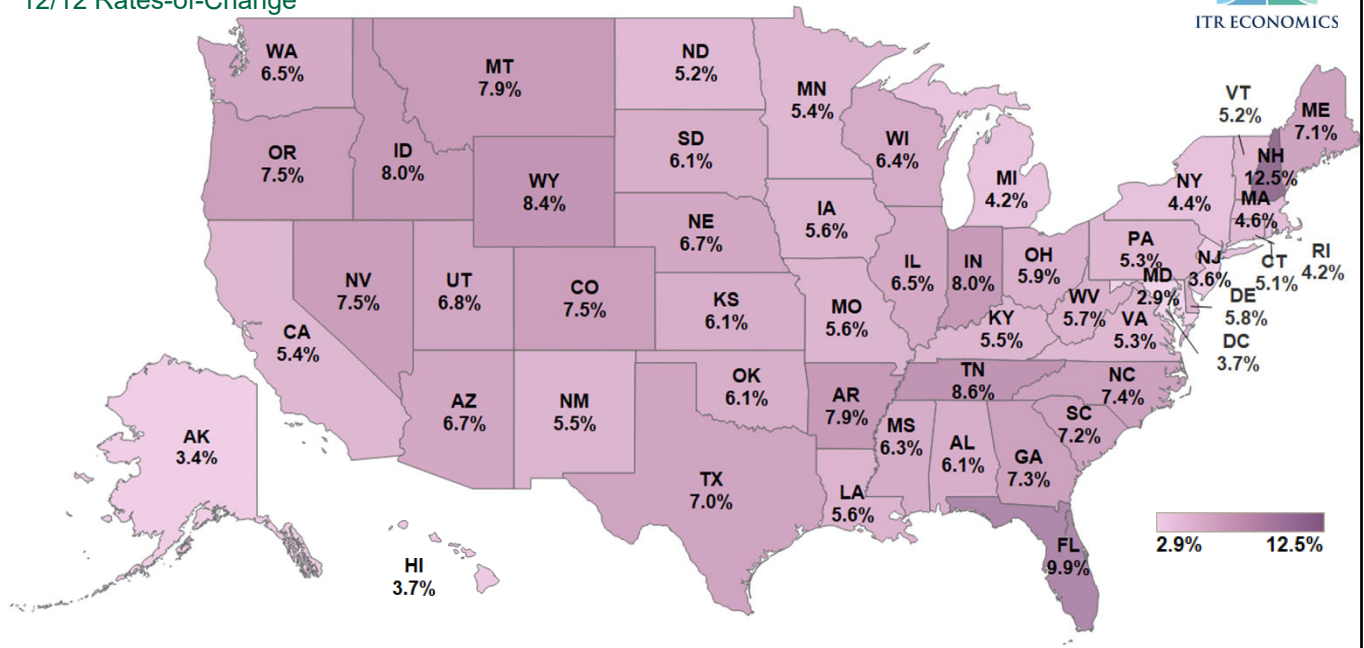 12/12 Rates-of-Change
ITR ECONOMICS
WA
6.5%
MT
7.9%
ND
5.2%
MN
5.4%
VT
5.2%
ME
7.1%
OR
7.5%
ID
8.0%
SD
6.1%
WI
6.4%
NH
12.5%
WY
8.4%
MI
4.2%
NY
4.4%
MA
4.6%
IA
5.6%
NE
6.7%
PA
5.3%
NJ
3.6%
CT
5.1%
RI
4.2%
NV
7.5%
UT
6.8%
CO
7.5%
IL
6.5%
IN
8.0%
OH
5.9%
MD
2.9%
DE
5.8%
KS
6.1%
MO
5.6%
WV
5.7%
VA
5.3%
DC
3.7%
CA
5.4%
KY
5.5%
AZ
6.7%
NM
5.5%
OK
6.1%
AR
7.9%
TN
8.6%
NC
7.4%
SC
7.2%
MS
6.3%
AL
6.1%
GA
7.3%
AK
3.4%
TX
7.0%
LA
5.6%
FL
9.9%
HI
3.7%
2.9% 12.5%